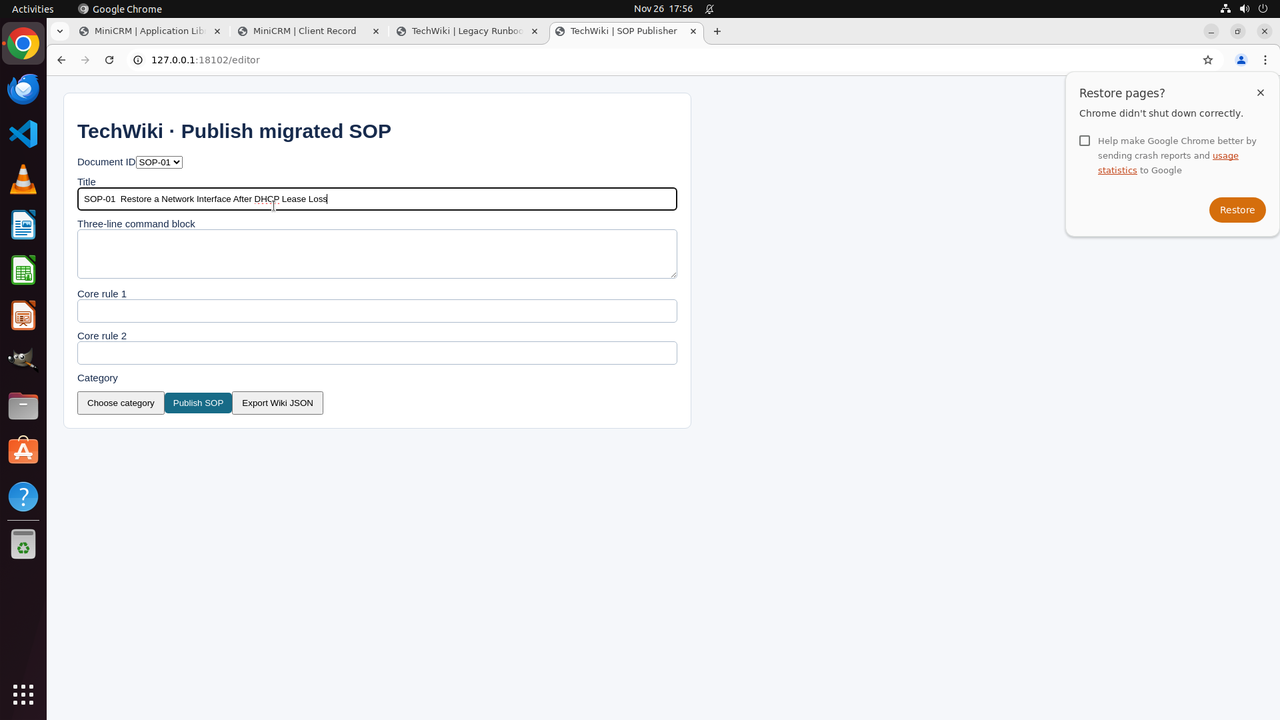 Activities
Google Chrome
Nov 26 17:56
MiniCRM | Application Lib
MiniCRM | Client Record
TechWiki | Legacy Runboo
TechWiki | SOP Publisher
127.0.0.1:18102/editor
Restore pages?
Chrome didn't shut down correctly.
Help make Google Chrome better by
sending crash reports and usage
statistics to Google
Restore
TechWiki · Publish migrated SOP
Document ID SOP-01
Title
SOP-01  Restore a Network Interface After DHCP Lease Loss
Three-line command block
Core rule 1
Core rule 2
Category
Choose category
Publish SOP
Export Wiki JSON